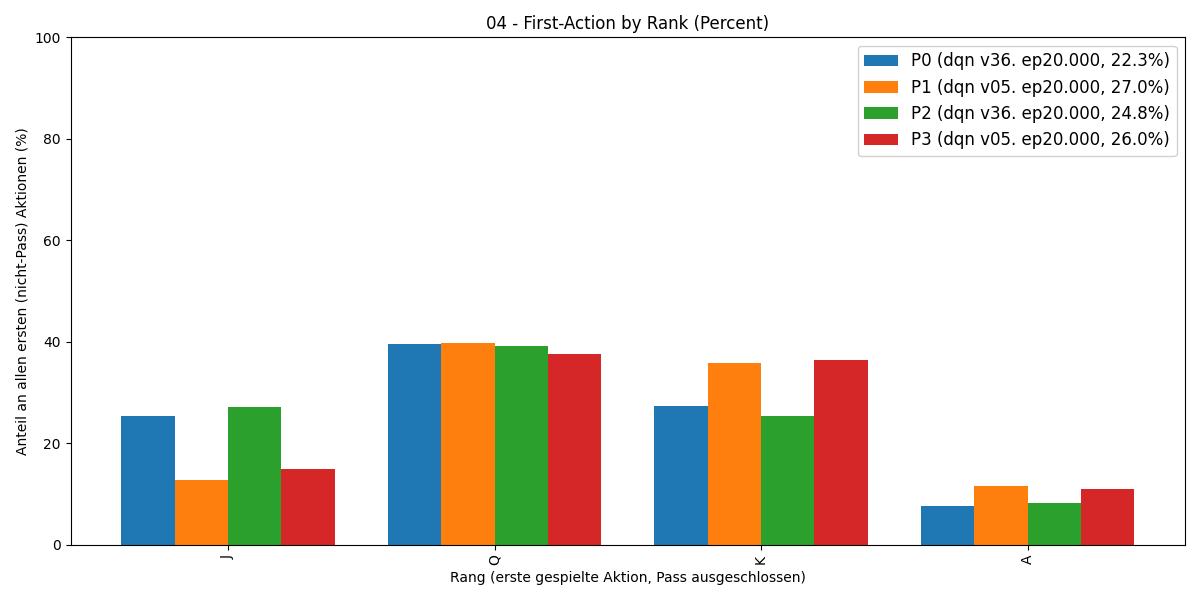 04 - First-Action by Rank (Percent)
Anteil an allen ersten (nicht-Pass) Aktionen (%)
100
80
60
40
20
0
P0 (dqn v36. ep20.000, 22.3%)
P1 (dqn v05. ep20.000, 27.0%)
P2 (dqn v36. ep20.000, 24.8%)
P3 (dqn v05. ep20.000, 26.0%)
J
Q
K
A
Rang (erste gespielte Aktion, Pass ausgeschlossen)